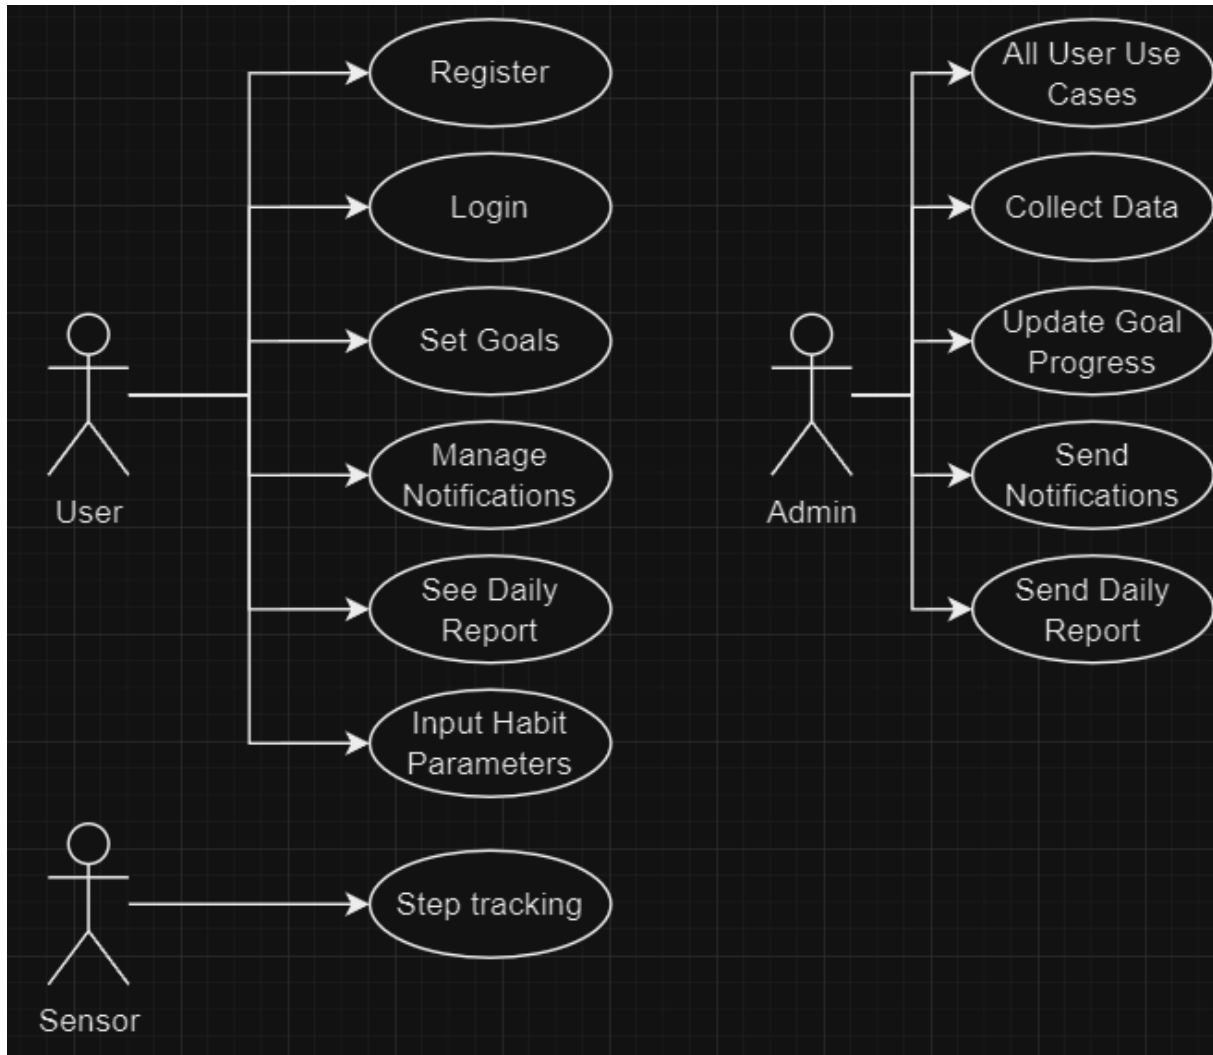 Register
Login
Set Goals
Manage
Notifications
See Daily
Report
Input Habit
Parameters
User
Step tracking
Sensor
All User Use
Cases
Collect Data
Update Goal
Progress
Send
Notifications
Send Daily
Report
Admin